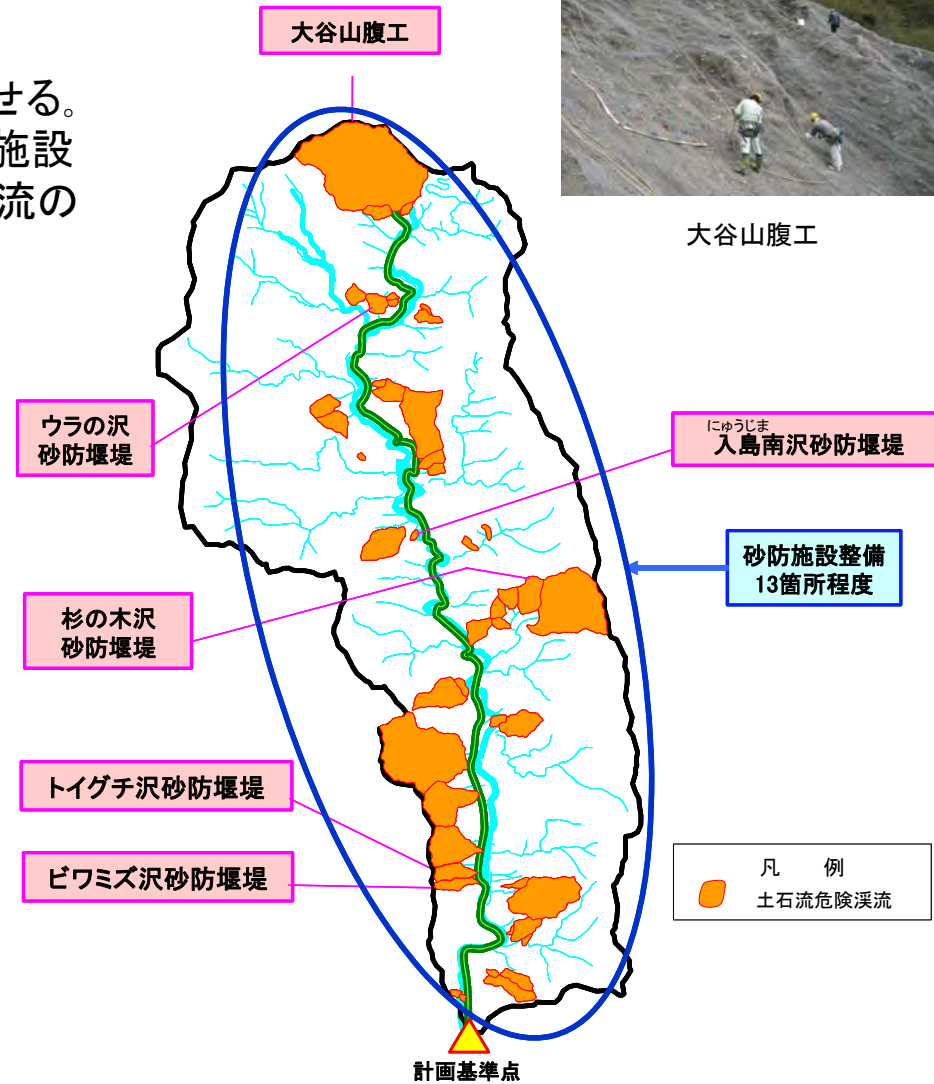 大谷山腹工
せる。
施設
流の
大谷山腹工
ウラの沢
砂防堰堤
にゅうじま
入島南沢砂防堰堤
砂防施設整備
13箇所程度
杉の木沢
砂防堰堤
トイグチ沢砂防堰堤
ビワミズ沢砂防堰堤
凡　例
土石流危険渓流
計画基準点